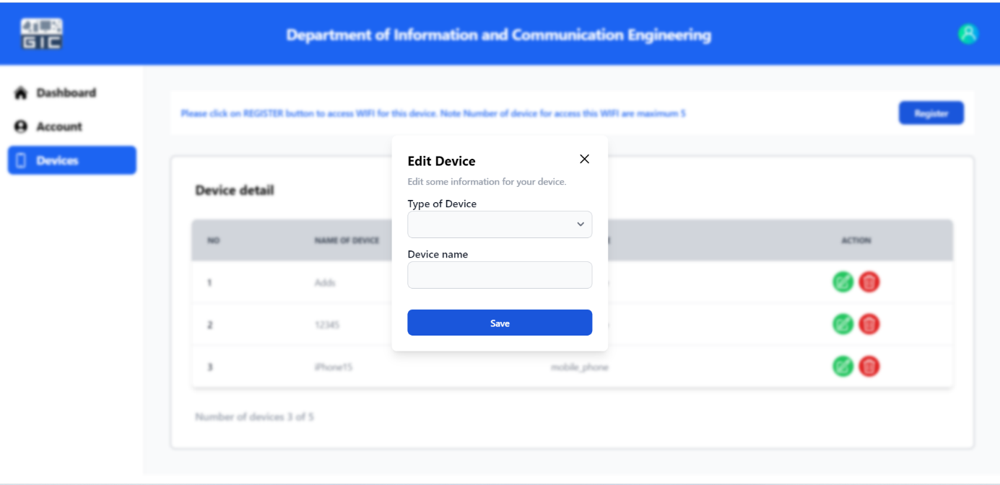 GIC
Department of Information and Communication Engineering
Dashboard
Account
Devices
Please click on REGISTER button to access WIFI for this device. Note Number of device for access this WIFI are maximum 5
Register
Edit Device
Edit some information for your device.
Type of Device
Device name
Save
Device detail
NO NAME OF DEVICE ACTION
1 Adds
2 12345
3 iPhone15 mobile_phone
Number of devices 3 of 5